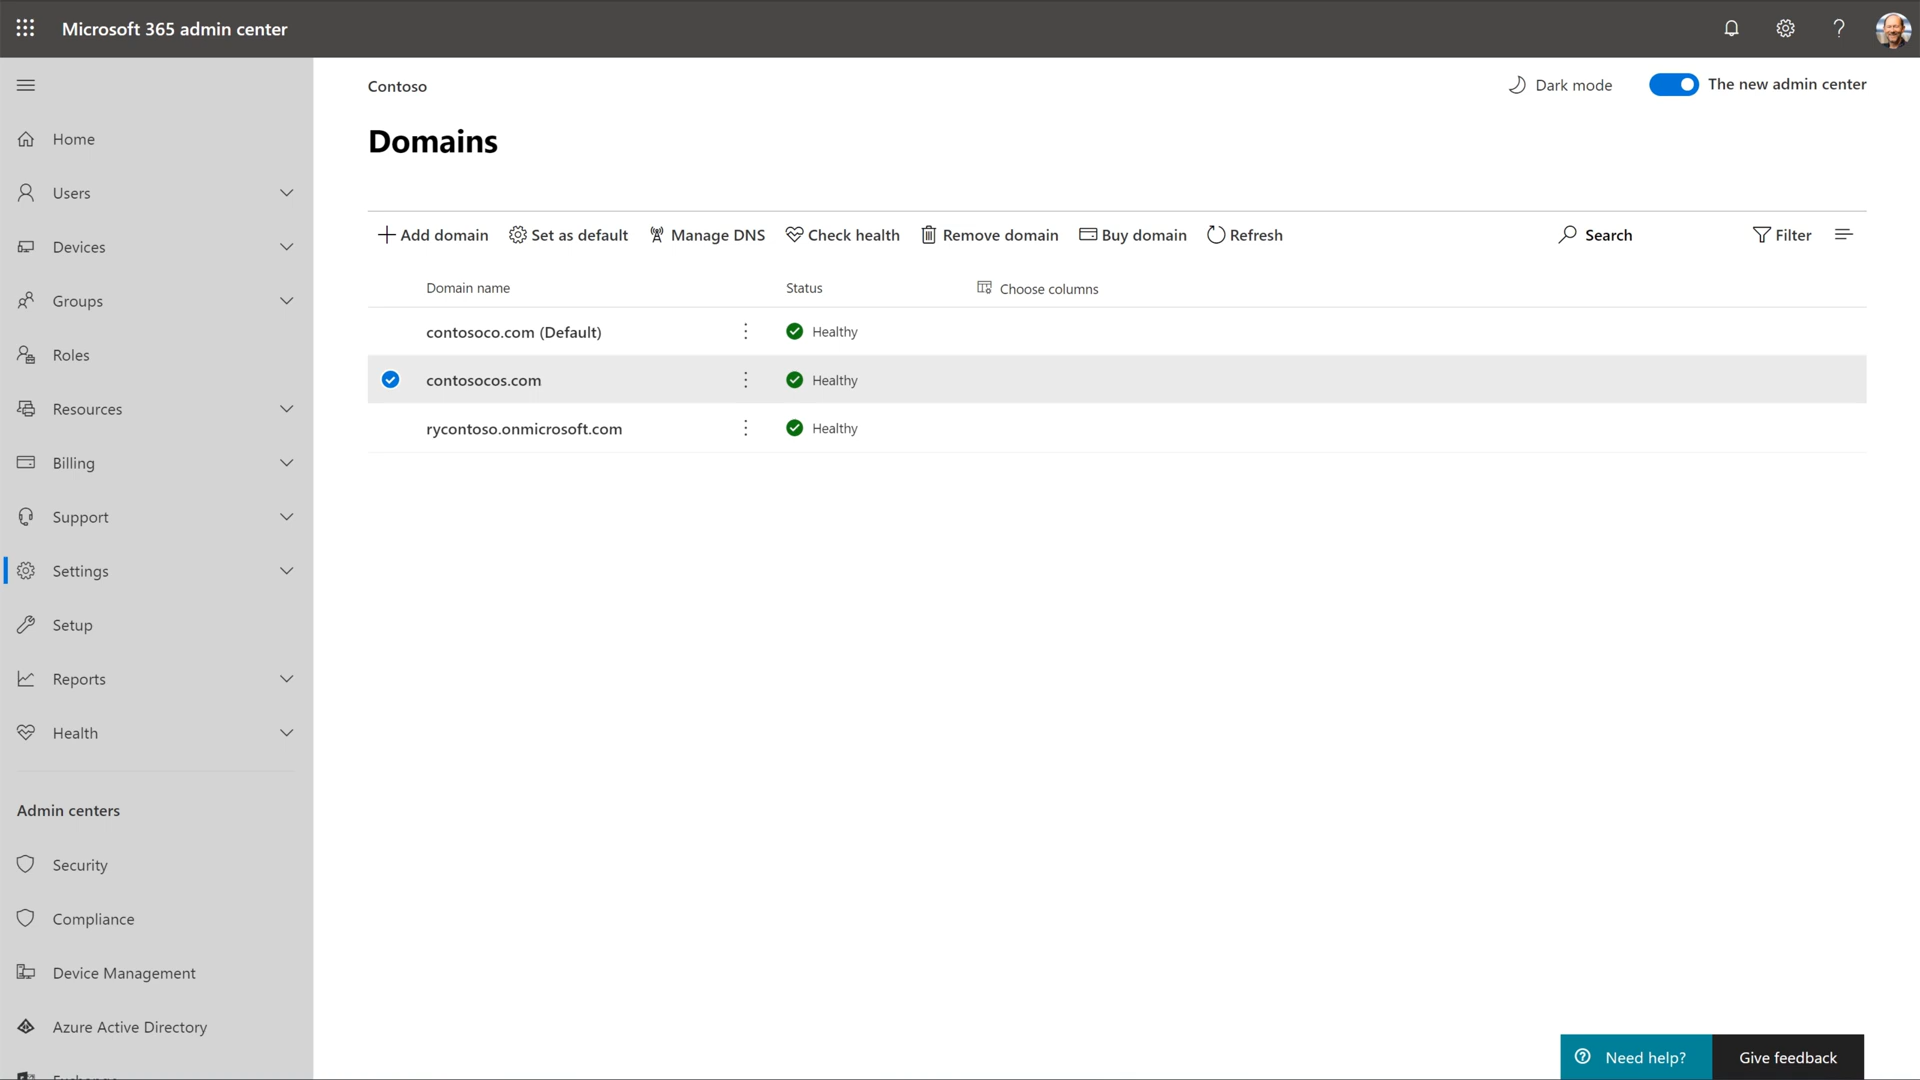 Microsoft 365 admin center
Contoso
Dark mode
The new admin center
Domains
Home
Users
Devices
Groups
Roles
Resources
Billing
Support
Settings
Setup
Reports
Health
Admin centers
Security
Compliance
Device Management
Azure Active Directory
Add domain Set as default Manage DNS Check health Remove domain Buy domain Refresh Search Filter
Domain name Status Choose columns
contosoco.com (Default) Healthy
contosocos.com Healthy
rycontoso.onmicrosoft.com Healthy
Need help? Give feedback